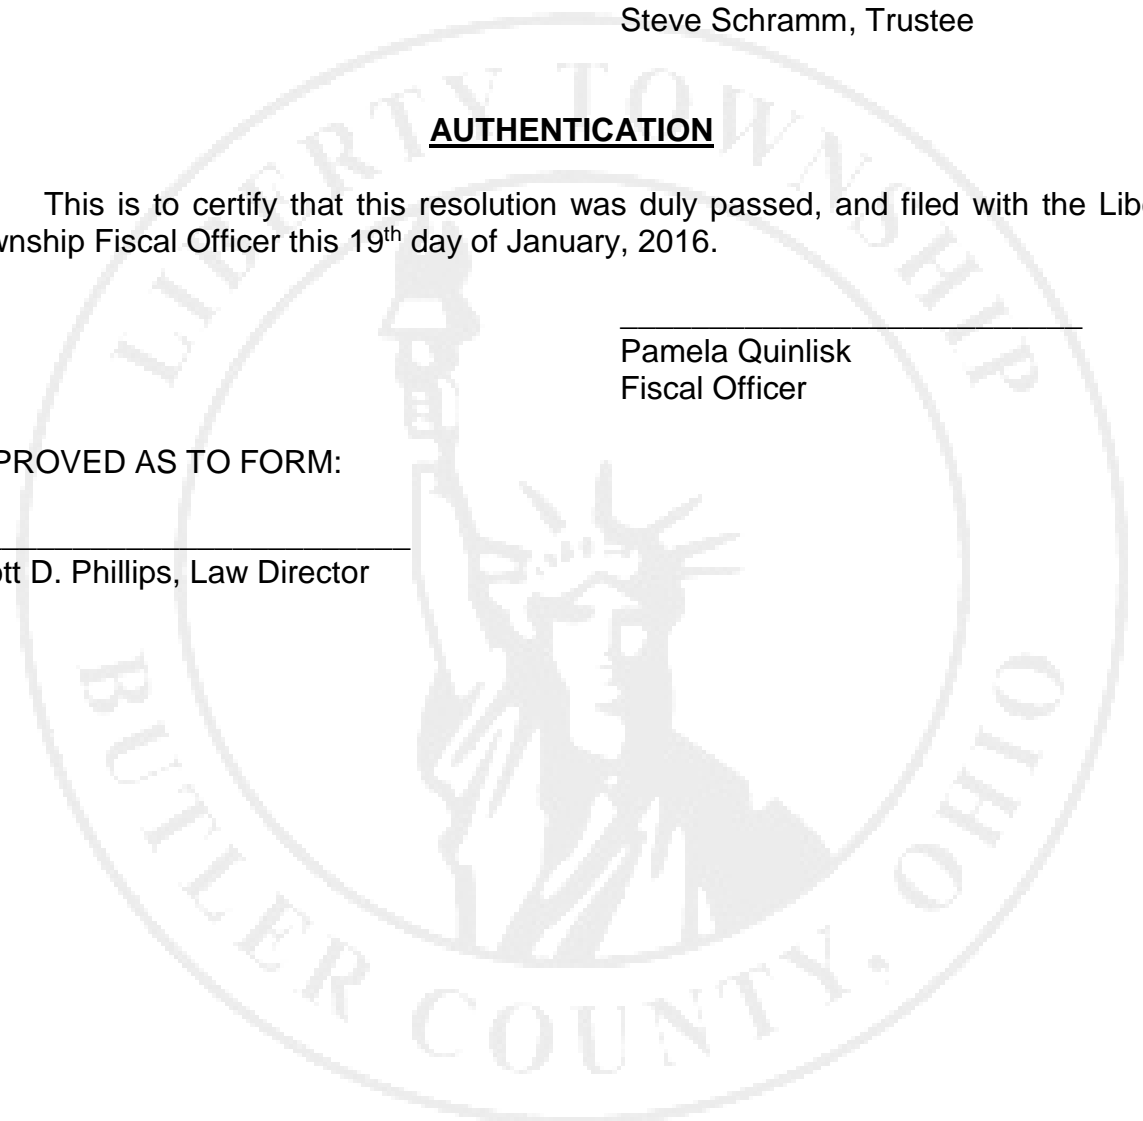 Steve Schramm, Trustee
LIBERTY TOWNSHIP
AUTHENTICATION
This is to certify that this resolution was duly passed, and filed with the Libe
wnship Fiscal Officer this 19th day of January, 2016.
__________________________
Pamela Quinlisk
Fiscal Officer
PROVED AS TO FORM:
_______________________
ott D. Phillips, Law Director
BUTLER COUNTY, OHIO